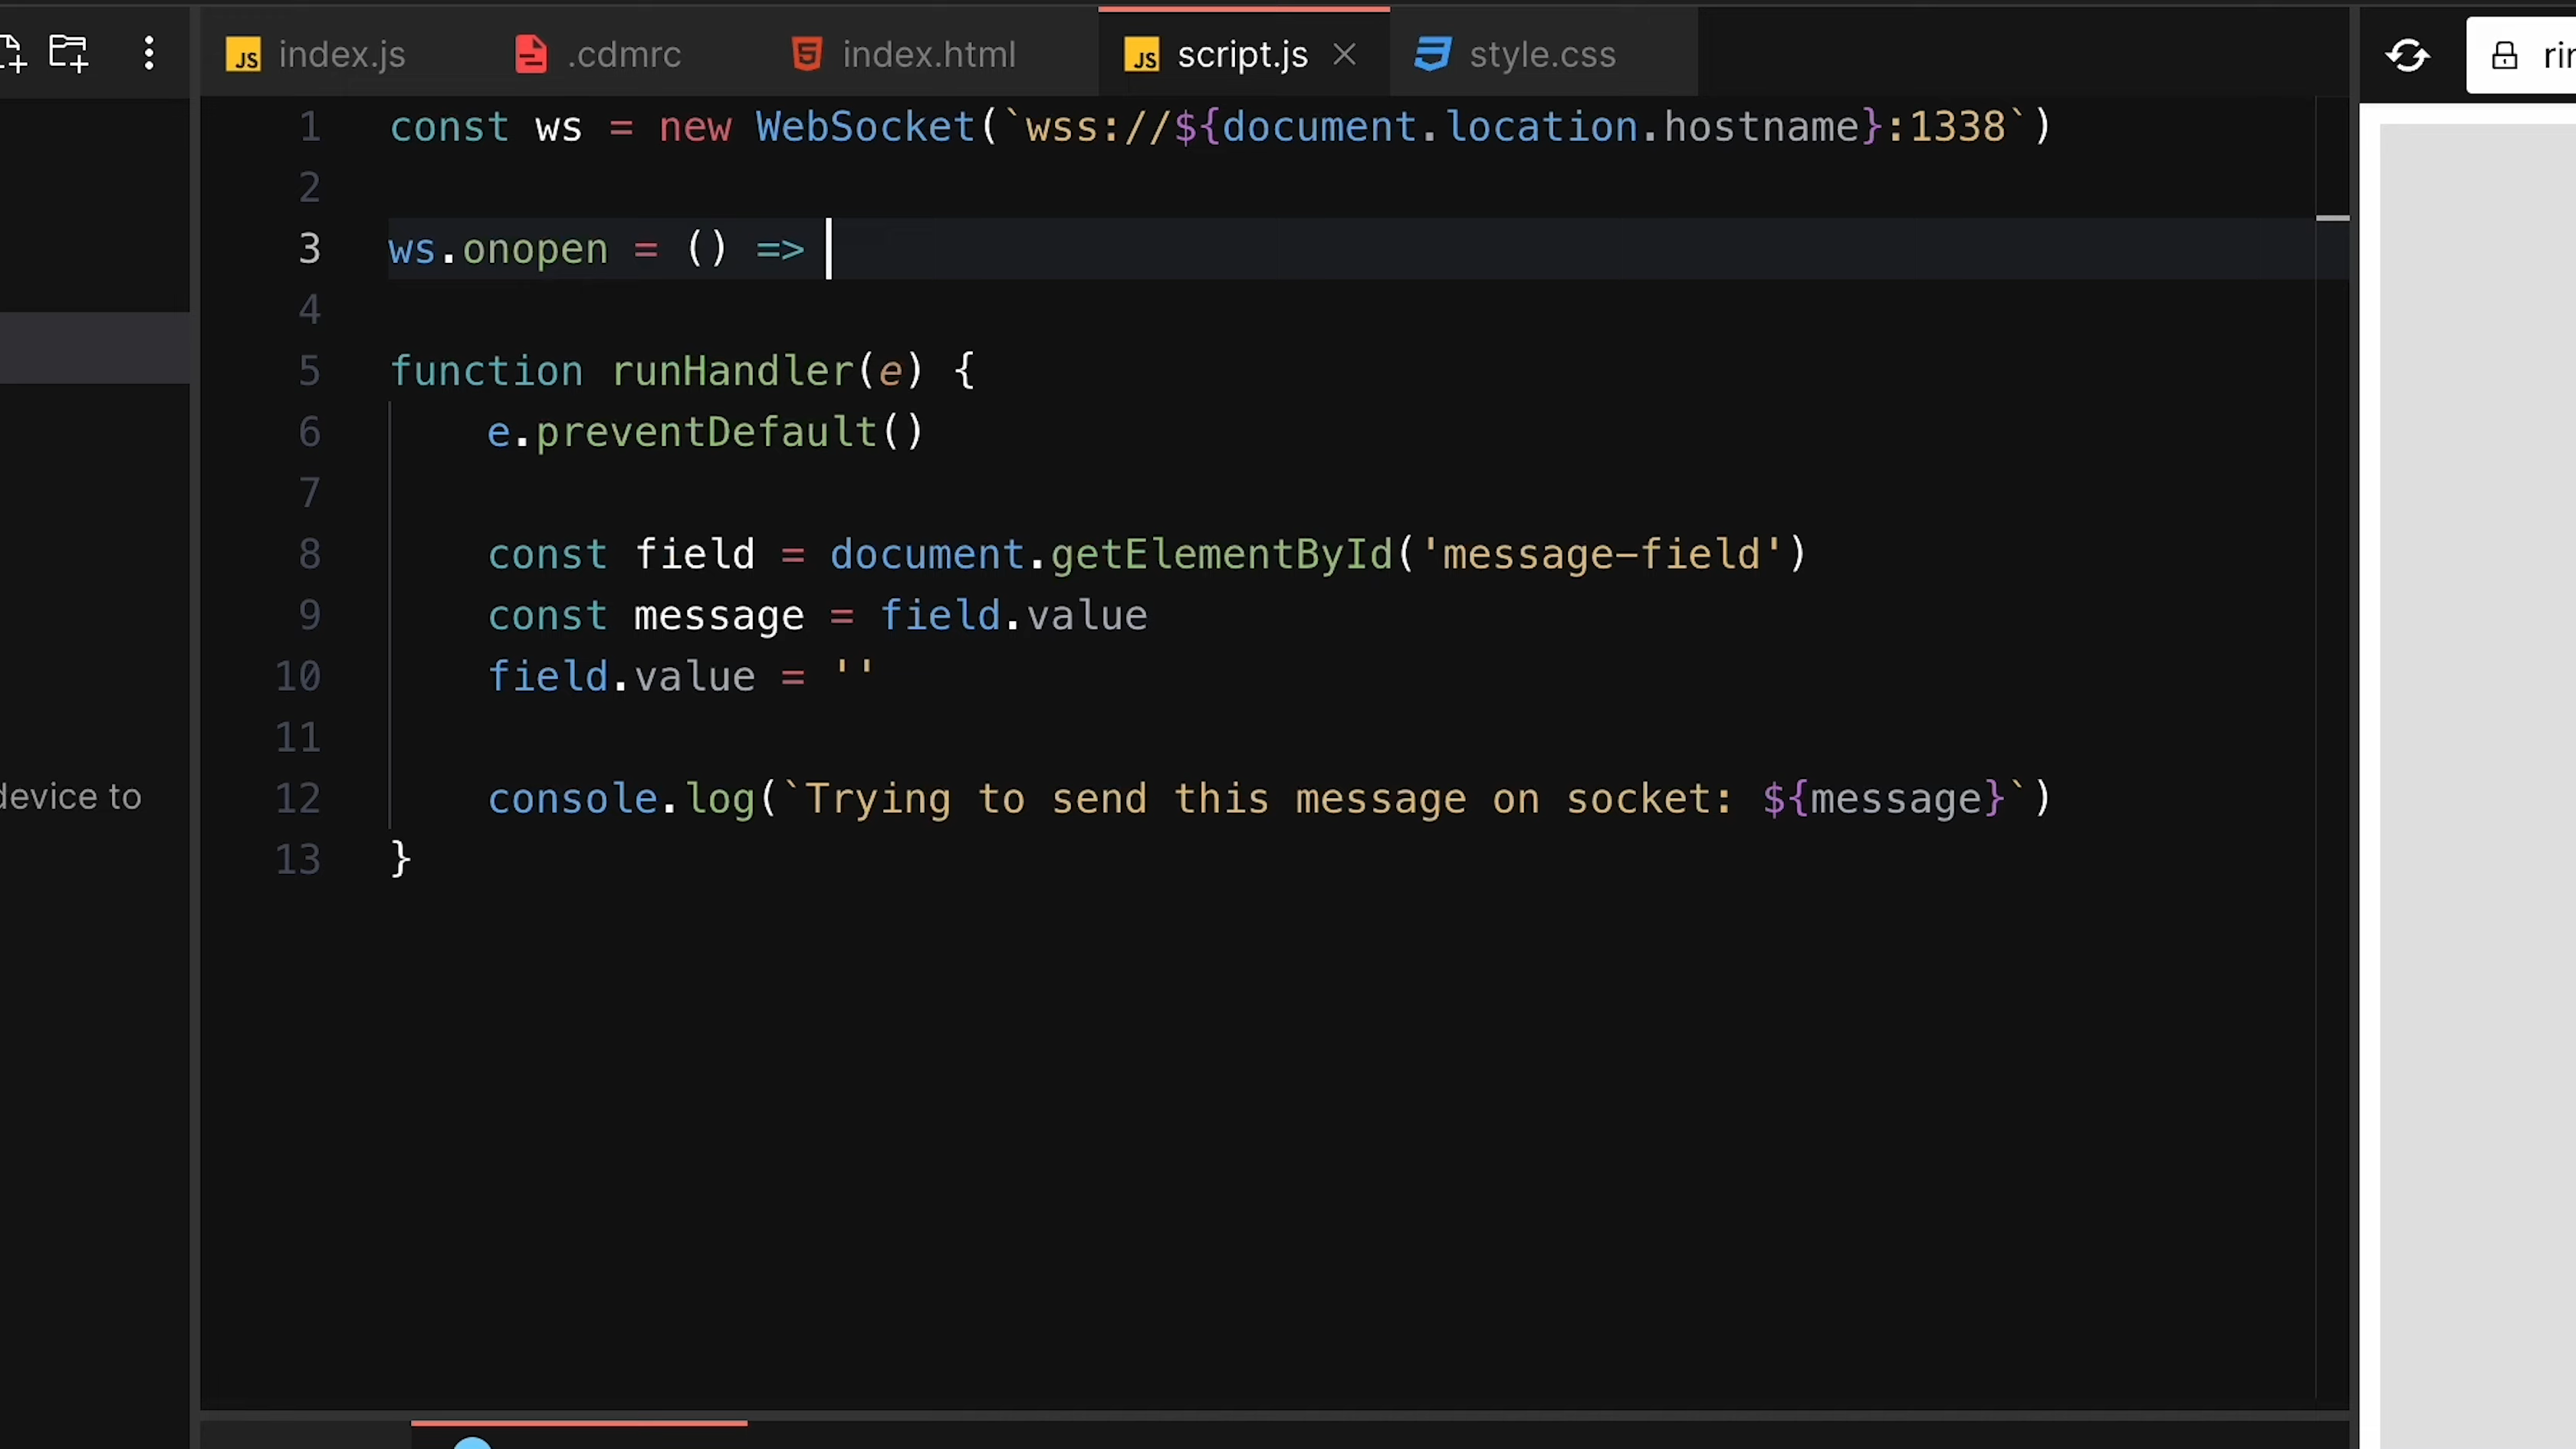 index.js .cdmrc index.html script.js style.css
1 const ws = new WebSocket(`wss://${document.location.hostname}:1338`)
2
3 ws.onopen = () =>
4
5 function runHandler(e) {
6 e.preventDefault()
7
8 const field = document.getElementById('message-field')
9 const message = field.value
10 field.value = ''
11
12 console.log(`Trying to send this message on socket: ${message}`)
13 }
device to